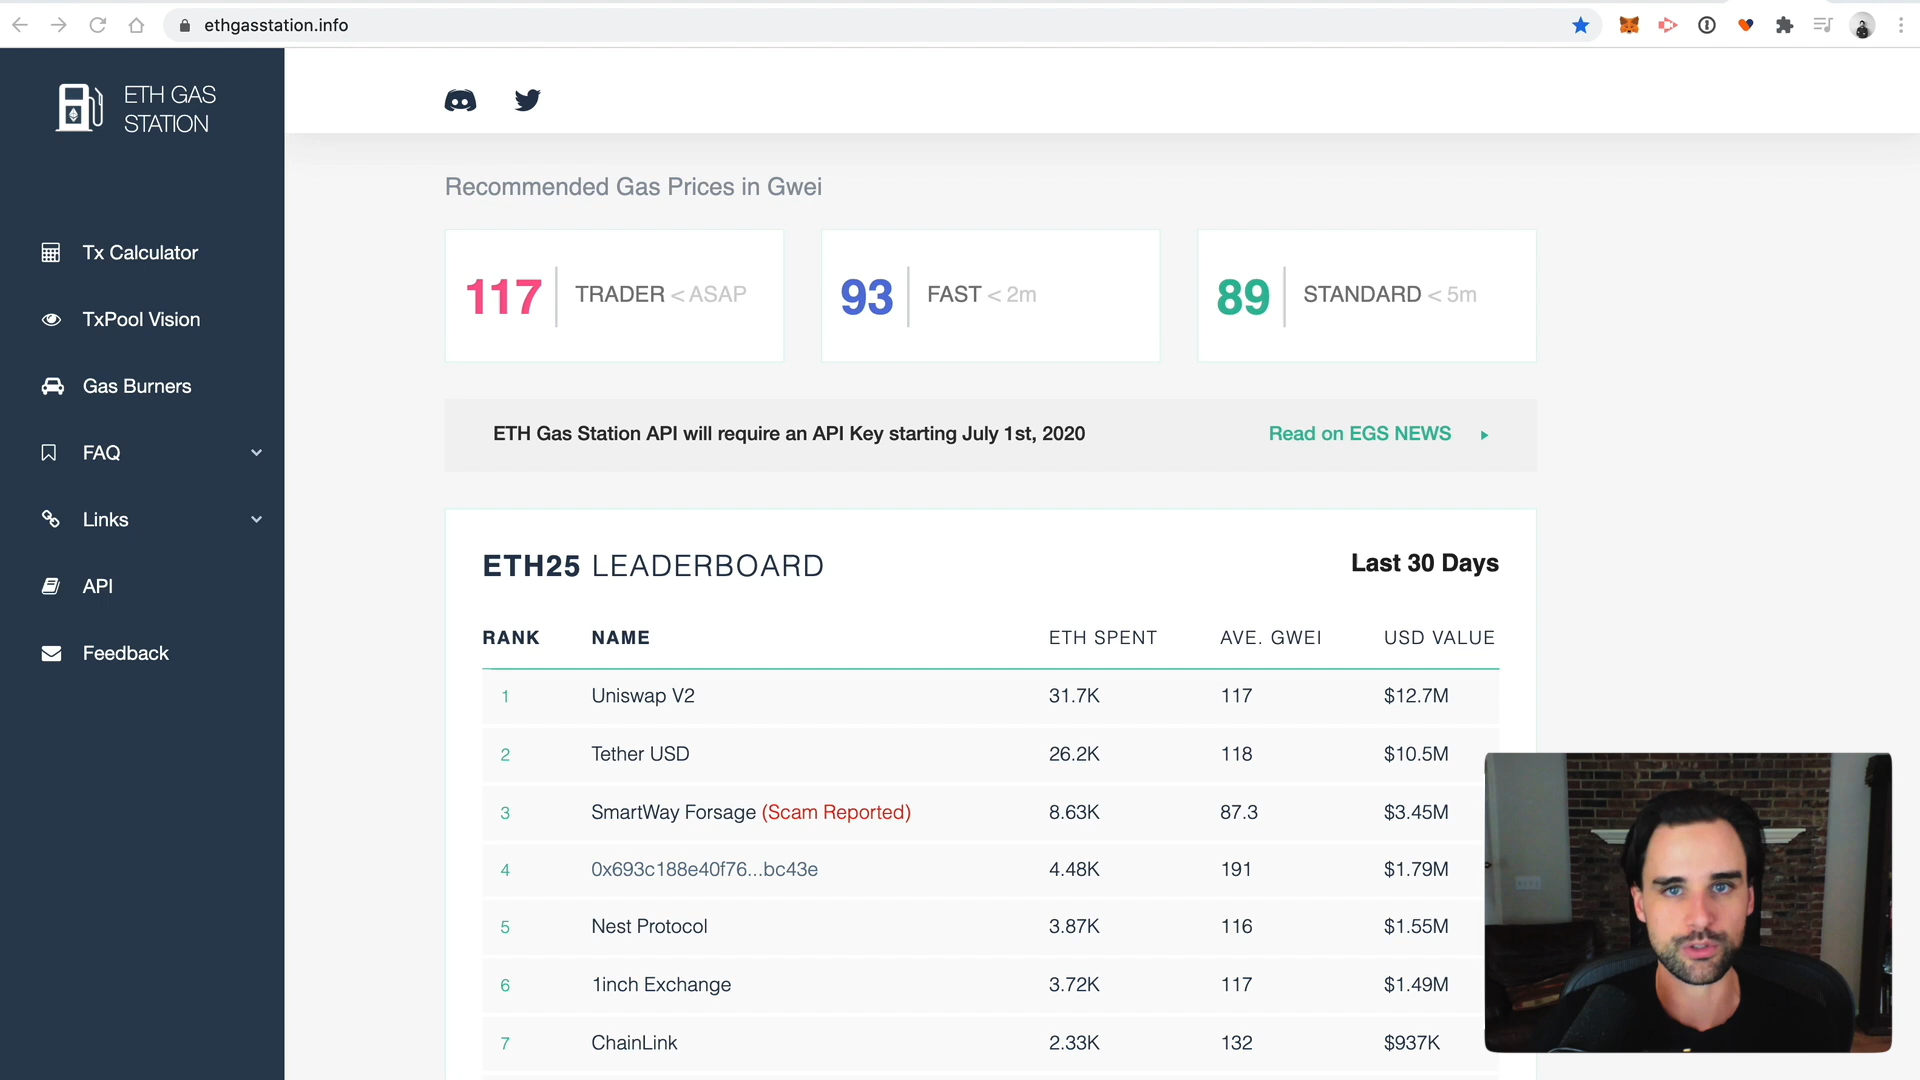 ethgasstation.info
ETH GAS
STATION
Tx Calculator
TxPool Vision
Gas Burners
FAQ
Links
API
Feedback
Recommended Gas Prices in Gwei
117 TRADER < ASAP
93 FAST < 2m
89 STANDARD < 5m
ETH Gas Station API will require an API Key starting July 1st, 2020 Read on EGS NEWS
ETH25 LEADERBOARD Last 30 Days
RANK NAME ETH SPENT AVE. GWEI USD VALUE
1 Uniswap V2 31.7K 117 $12.7M
2 Tether USD 26.2K 118 $10.5M
3 SmartWay Forsage (Scam Reported) 8.63K 87.3 $3.45M
4 0x693c188e40f76...bc43e 4.48K 191 $1.79M
5 Nest Protocol 3.87K 116 $1.55M
6 1inch Exchange 3.72K 117 $1.49M
7 ChainLink 2.33K 132 $937K